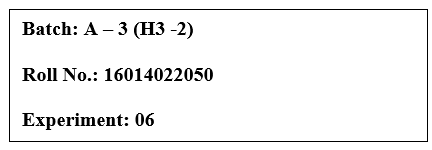 Batch: A – 3 (H3 -2)
Roll No.: 16014022050
Experiment: 06